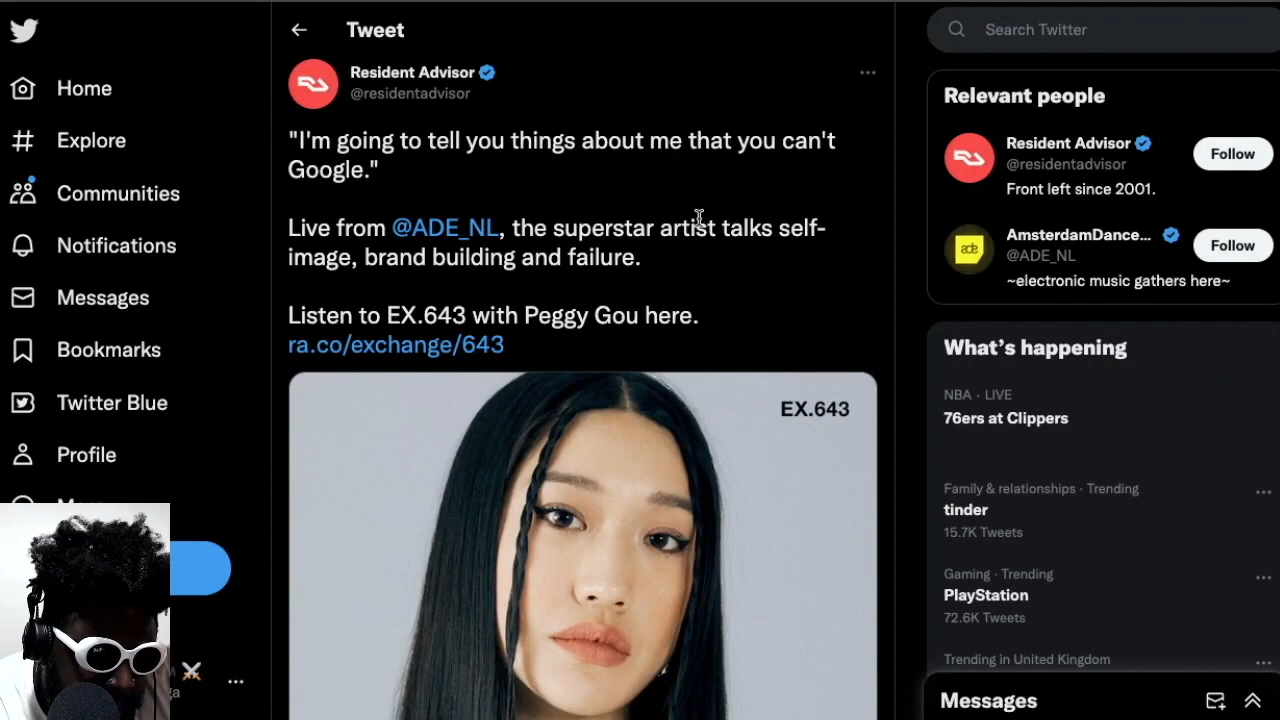 Tweet
Search Twitter
Home
Explore
Communities
Notifications
Messages
Bookmarks
Twitter Blue
Profile
Resident Advisor
@residentadvisor
"I'm going to tell you things about me that you can't
Google."
Live from @ADE_NL, the superstar artist talks self-
image, brand building and failure.
Listen to EX.643 with Peggy Gou here.
ra.co/exchange/643
EX.643
Relevant people
Resident Advisor
@residentadvisor
Follow
Front left since 2001.
ade
AmsterdamDance...
@ADE_NL
Follow
~electronic music gathers here~
What's happening
NBA · LIVE
76ers at Clippers
Family & relationships · Trending
tinder
15.7K Tweets
Gaming · Trending
PlayStation
72.6K Tweets
Trending in United Kingdom
Messages